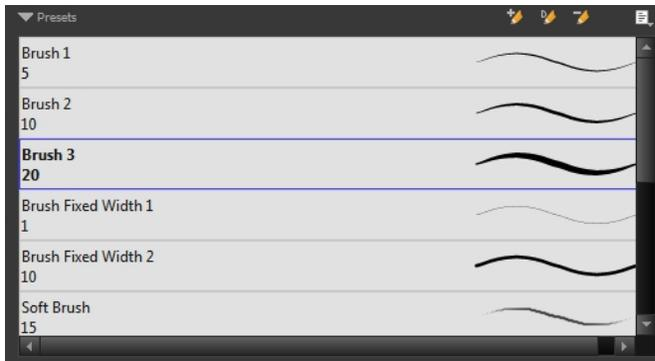 Presets
Brush 1
5
Brush 2
10
Brush 3
20
Brush Fixed Width 1
1
Brush Fixed Width 2
10
Soft Brush
15